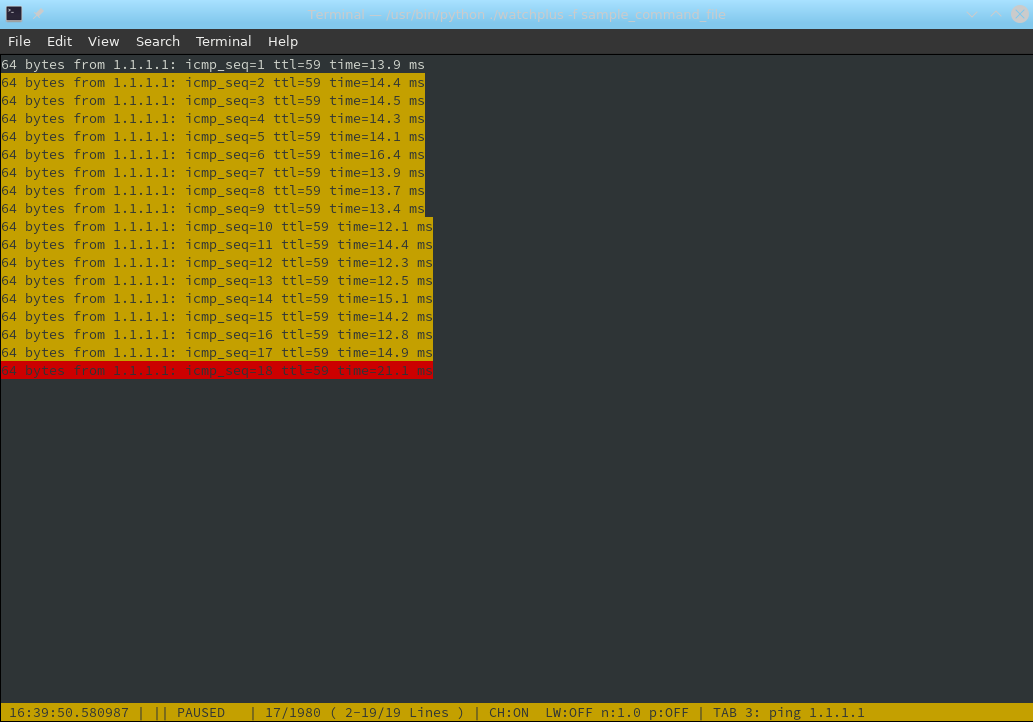 Terminal — /usr/bin/python ./watchplus -t sample_command_file
File Edit View Search Terminal Help
64 bytes from 1.1.1.1: icmp_seq=1 ttl=59 time=13.9 ms
64 bytes from 1.1.1.1: icmp_seq=2 ttl=59 time=14.4 ms
64 bytes from 1.1.1.1: icmp_seq=3 ttl=59 time=14.5 ms
64 bytes from 1.1.1.1: icmp_seq=4 ttl=59 time=14.3 ms
64 bytes from 1.1.1.1: icmp_seq=5 ttl=59 time=14.1 ms
64 bytes from 1.1.1.1: icmp_seq=6 ttl=59 time=16.4 ms
64 bytes from 1.1.1.1: icmp_seq=7 ttl=59 time=13.9 ms
64 bytes from 1.1.1.1: icmp_seq=8 ttl=59 time=13.7 ms
64 bytes from 1.1.1.1: icmp_seq=9 ttl=59 time=13.4 ms
64 bytes from 1.1.1.1: icmp_seq=10 ttl=59 time=12.1 ms
64 bytes from 1.1.1.1: icmp_seq=11 ttl=59 time=14.4 ms
64 bytes from 1.1.1.1: icmp_seq=12 ttl=59 time=12.3 ms
64 bytes from 1.1.1.1: icmp_seq=13 ttl=59 time=12.5 ms
64 bytes from 1.1.1.1: icmp_seq=14 ttl=59 time=15.1 ms
64 bytes from 1.1.1.1: icmp_seq=15 ttl=59 time=14.2 ms
64 bytes from 1.1.1.1: icmp_seq=16 ttl=59 time=12.8 ms
64 bytes from 1.1.1.1: icmp_seq=17 ttl=59 time=14.9 ms
64 bytes from 1.1.1.1: icmp_seq=18 ttl=59 time=21.1 ms
16:39:50.580987 | || PAUSED | 17/1980 ( 2-19/19 Lines ) | CH:ON LW:OFF n:1.0 p:OFF | TAB 3: ping 1.1.1.1